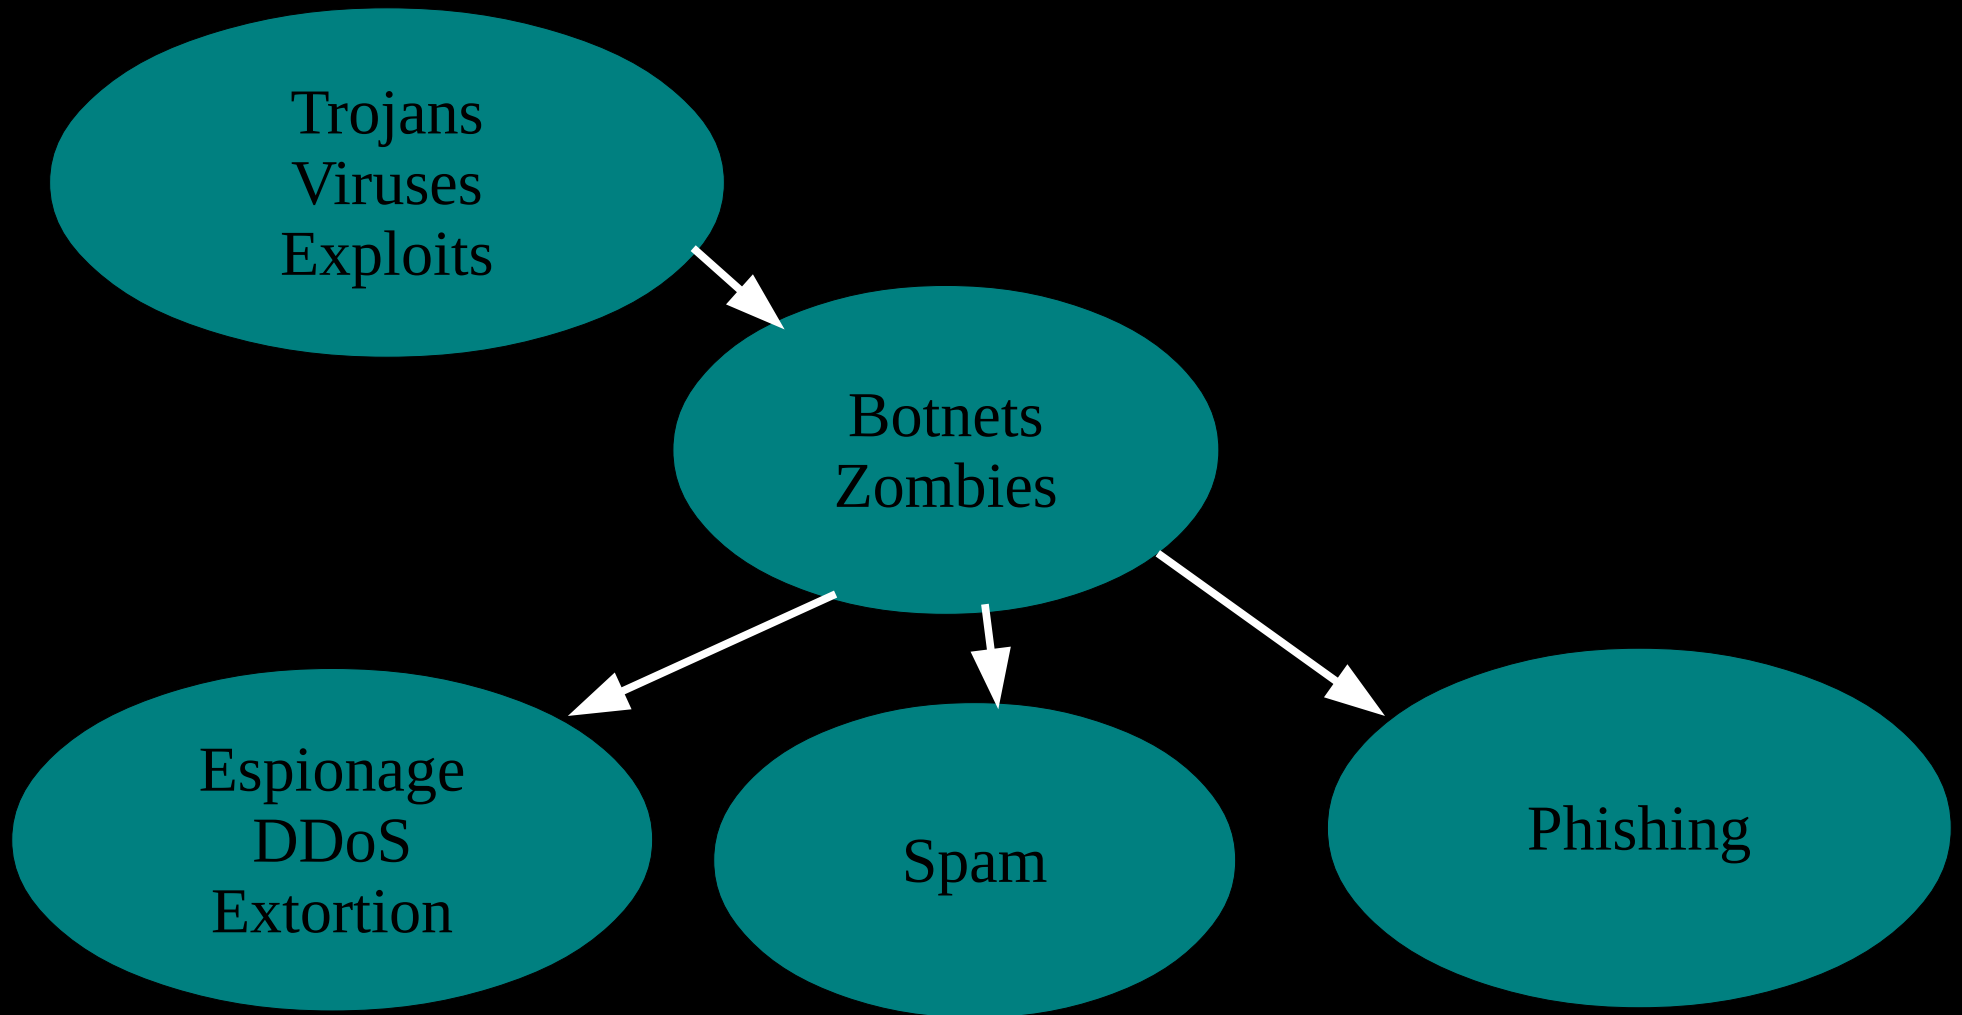 Trojans
Viruses
Exploits
Botnets
Zombies
Espionage
DDoS
Extortion
Spam
Phishing